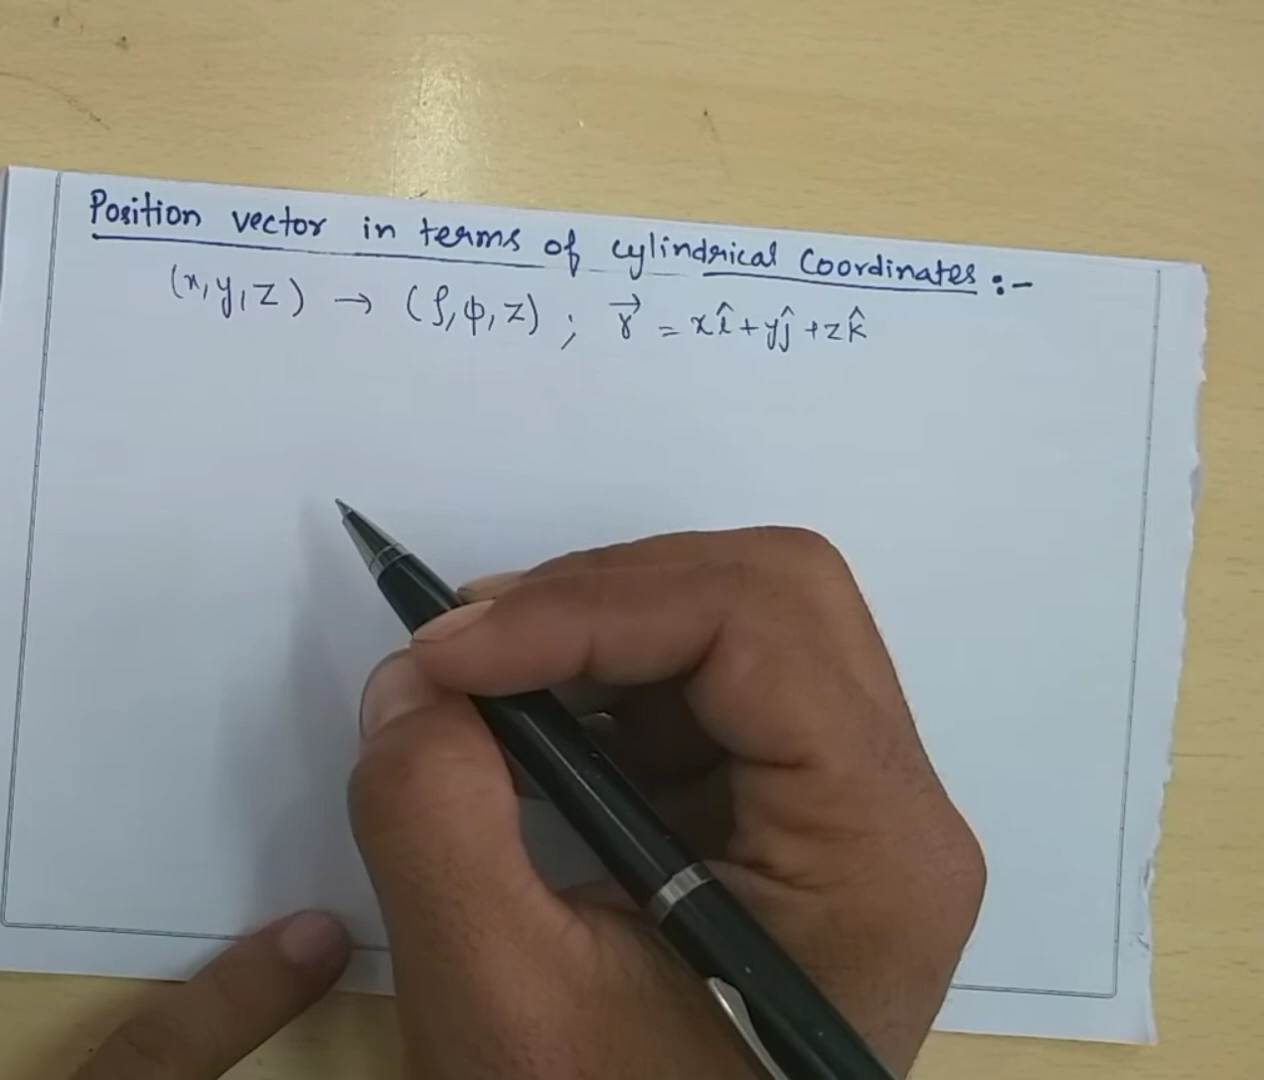 Position vector in terms of cylindrical Coordinates :-
(x, y, z) → (ρ, ϕ, z) ; r⃗ = xî + yĵ + zk̂